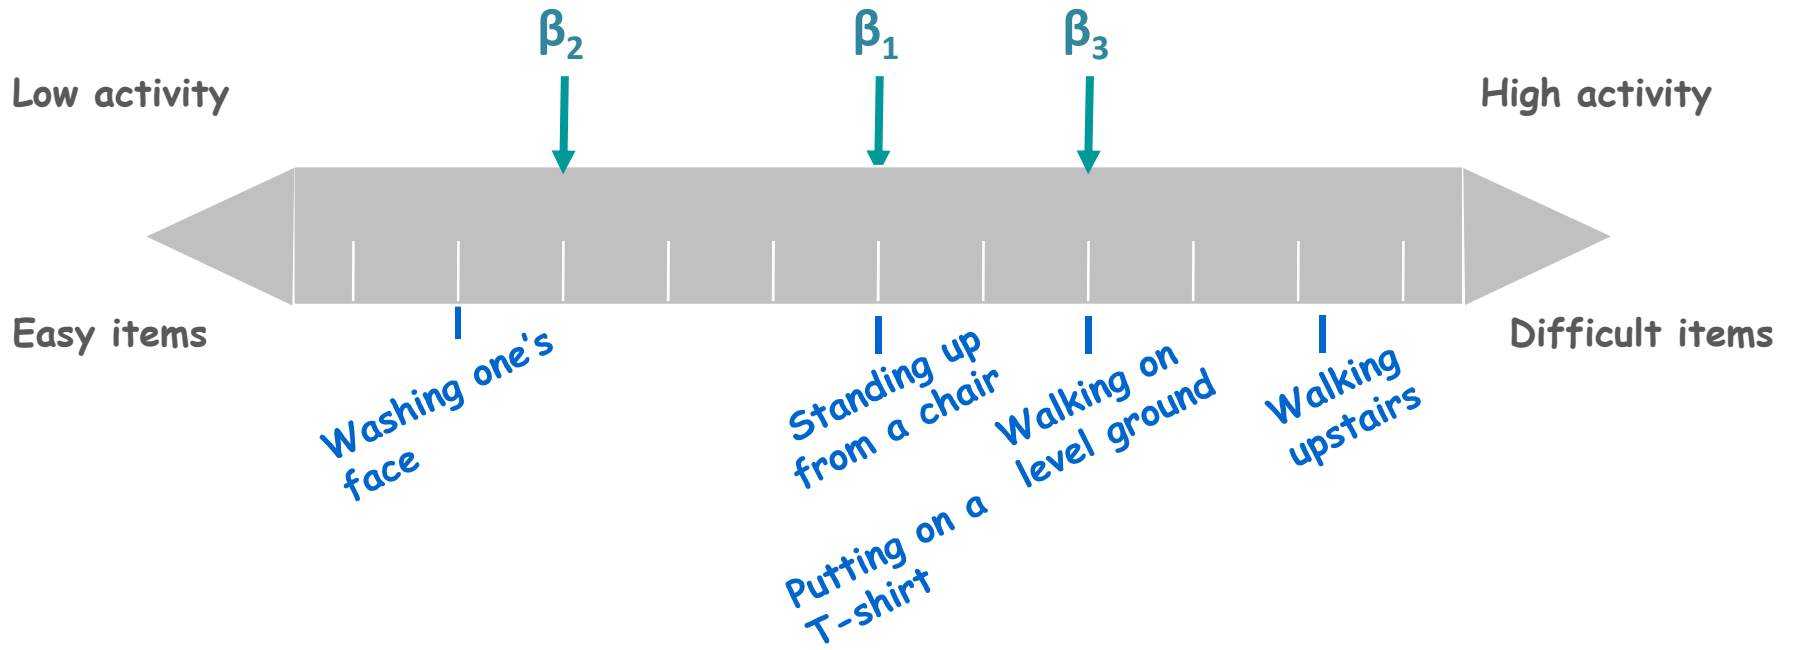 β2
β1
β3
Low activity
High activity
Easy items
Difficult items
Washing one's
face
Standing up
from a chair
Walking on
level ground
Walking
upstairs
Putting on a
T-shirt